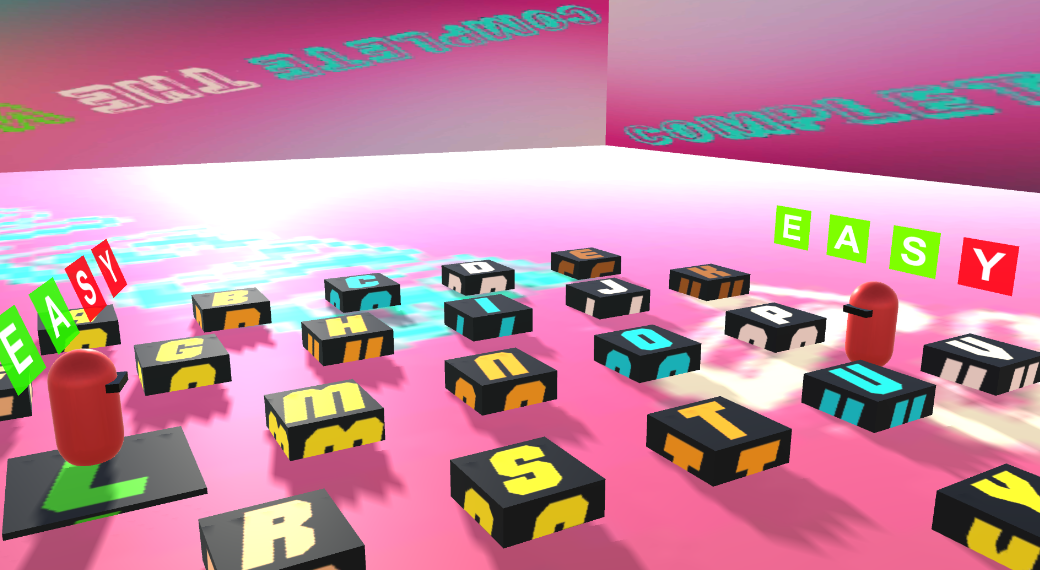 COMPLETE
THE
COMPLET
EASY
EASY
B C D E
G H I J K
L M N O P
R S T U V
Y